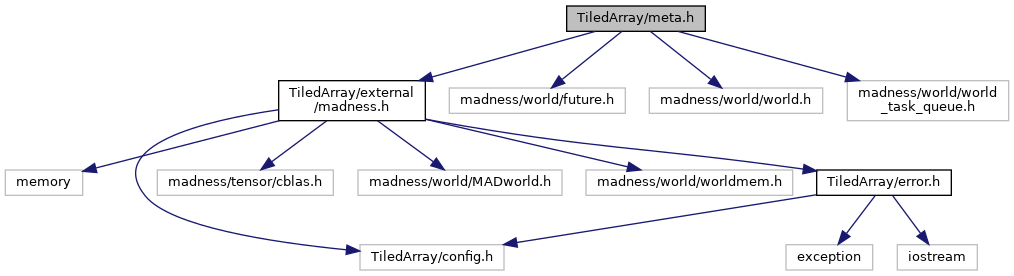 TiledArray/meta.h
TiledArray/external
/madness.h
madness/world/future.h
madness/world/world.h
madness/world/world
_task_queue.h
memory
madness/tensor/cblas.h
madness/world/MADworld.h
madness/world/worldmem.h
TiledArray/error.h
TiledArray/config.h
exception
iostream